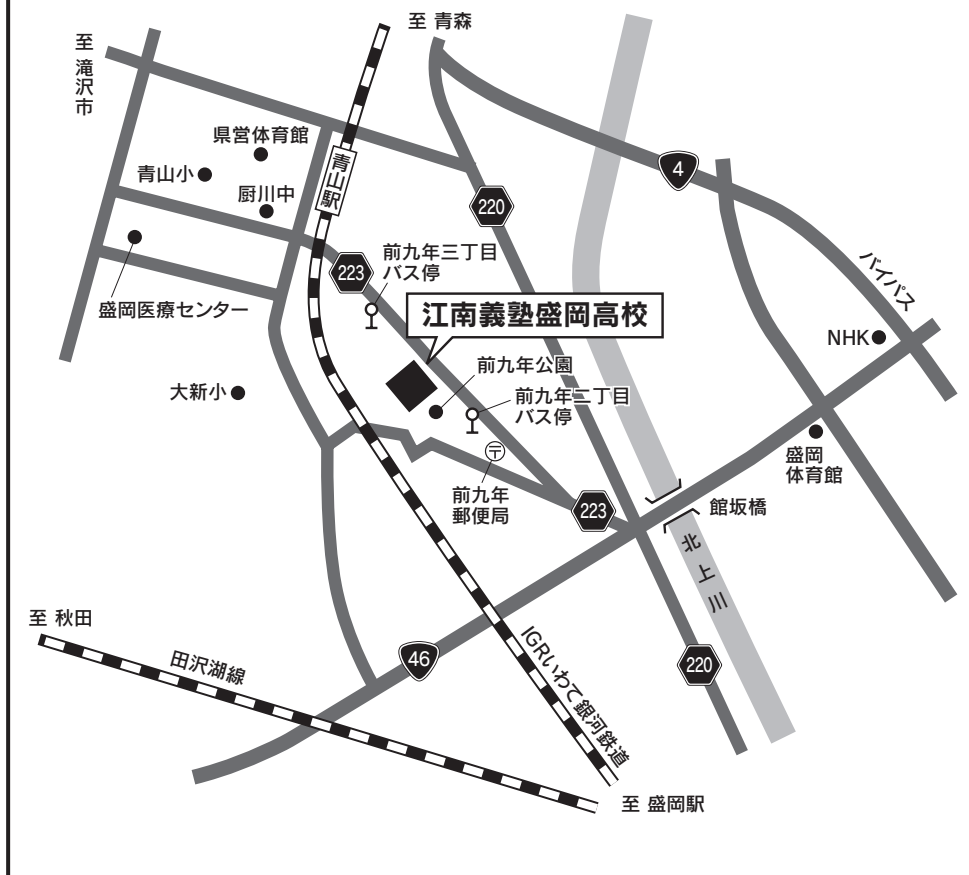 至 青森
至 滝沢市
県営体育館
青山小
青山駅
厨川中
4
220
前九年三丁目
バス停
223
バイパス
盛岡医療センター
江南義塾盛岡高校
NHK
前九年公園
大新小
前九年二丁目
バス停
盛岡
体育館
〒
前九年
郵便局
223
館坂橋
北上川
至 秋田
田沢湖線
46
IGRいわて銀河鉄道
220
至 盛岡駅